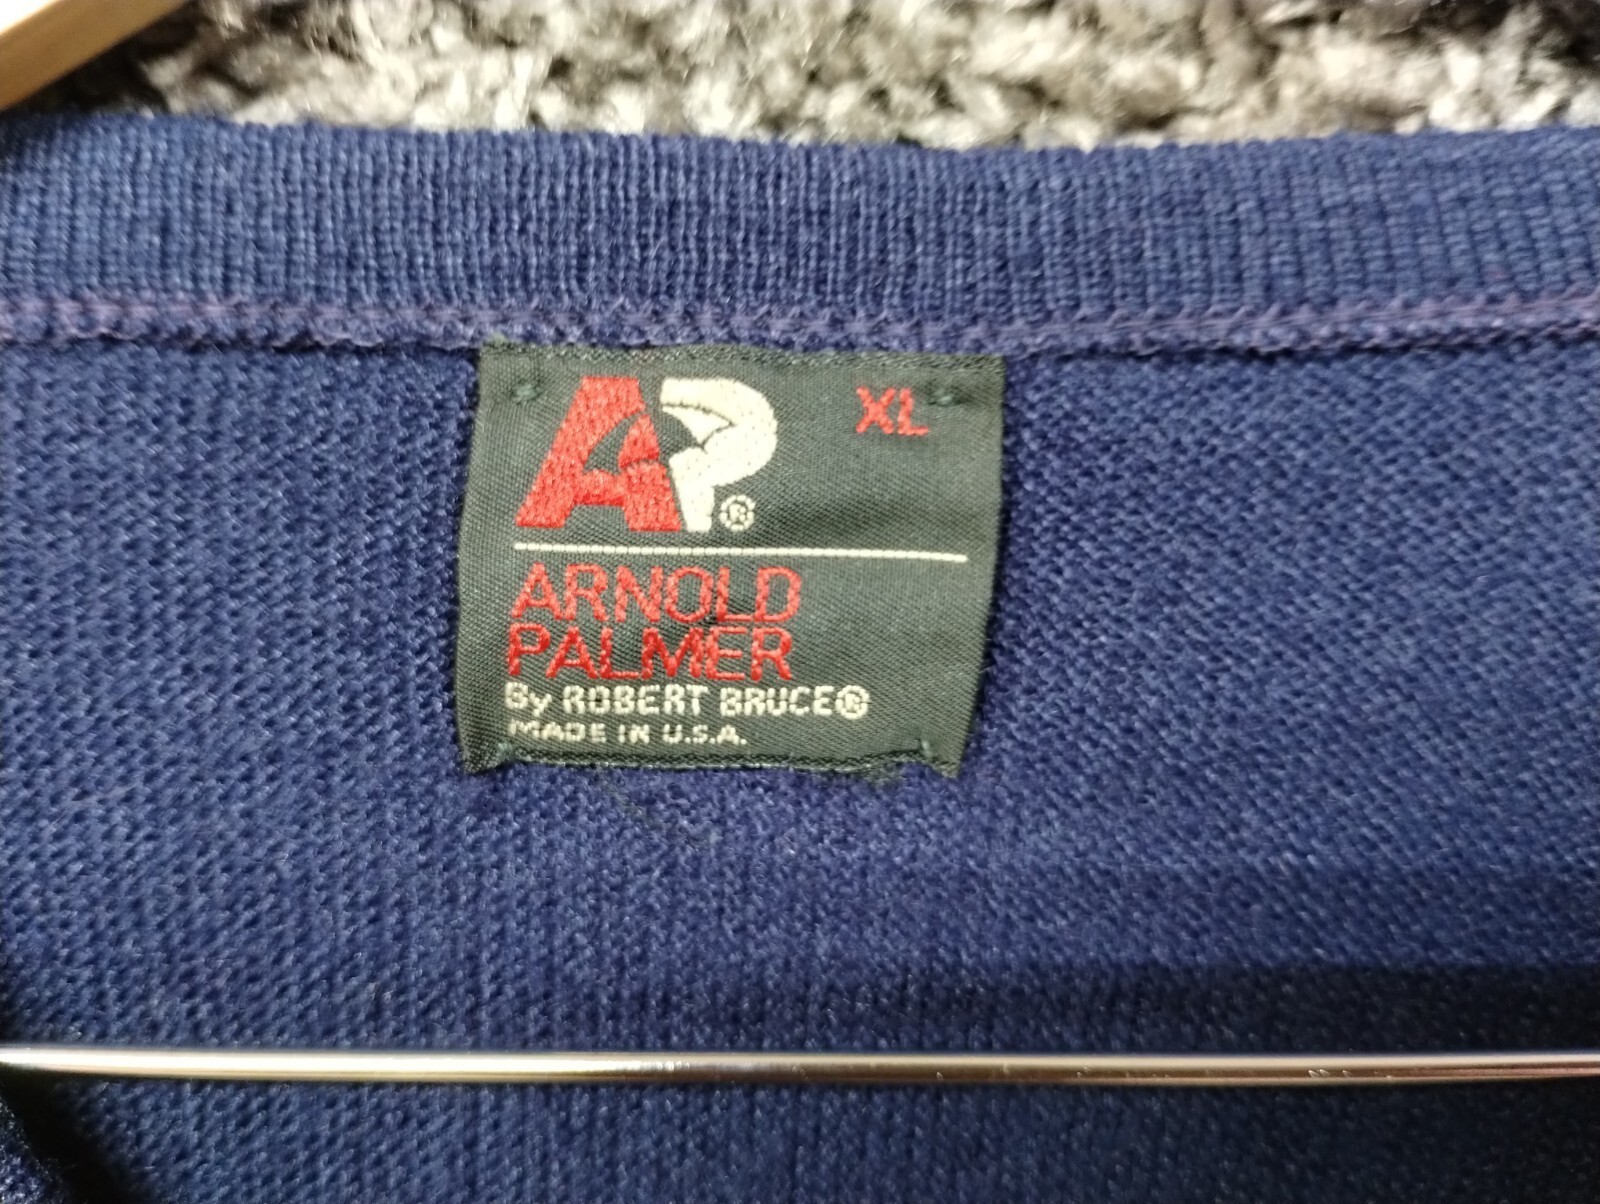 AP® XL
ARNOLD
PALMER
By ROBERT BRUCE®
MADE IN U.S.A.